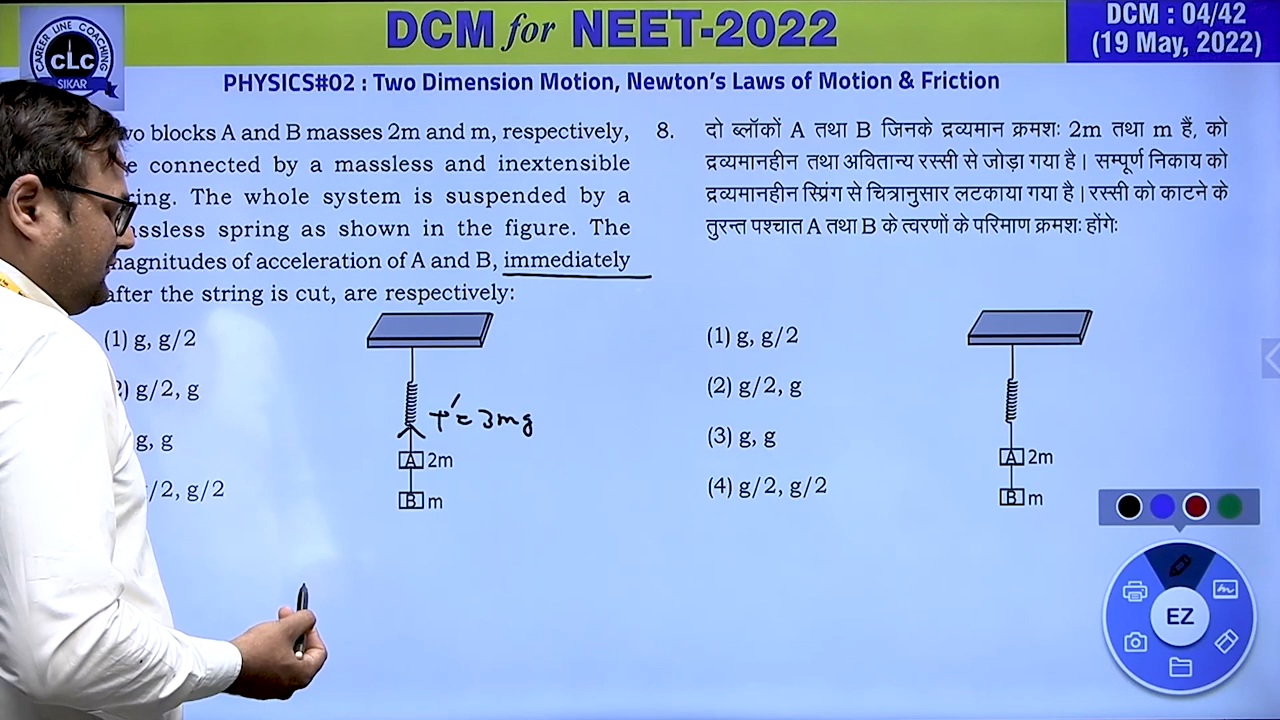 DCM for NEET-2022
DCM : 04/42
(19 May, 2022)
CAREER LINE COACHING
CLC
SIKAR
PHYSICS#02 : Two Dimension Motion, Newton's Laws of Motion & Friction
wo blocks A and B masses 2m and m, respectively,
e connected by a massless and inextensible
ring. The whole system is suspended by a
assless spring as shown in the figure. The
magnitudes of acceleration of A and B, immediately
after the string is cut, are respectively:
(1) g, g/2
2) g/2, g
g, g
/2, g/2
T' = 3mg
A 2m
B m
8. दो ब्लॉकों A तथा B जिनके द्रव्यमान क्रमशः 2m तथा m हैं, को
द्रव्यमानहीन तथा अवितान्य रस्सी से जोड़ा गया है। सम्पूर्ण निकाय को
द्रव्यमानहीन स्प्रिंग से चित्रानुसार लटकाया गया है। रस्सी को काटने के
तुरन्त पश्चात A तथा B के त्वरणों के परिमाण क्रमशः होंगेः
(1) g, g/2
(2) g/2, g
(3) g, g
(4) g/2, g/2
A 2m
B m
EZ